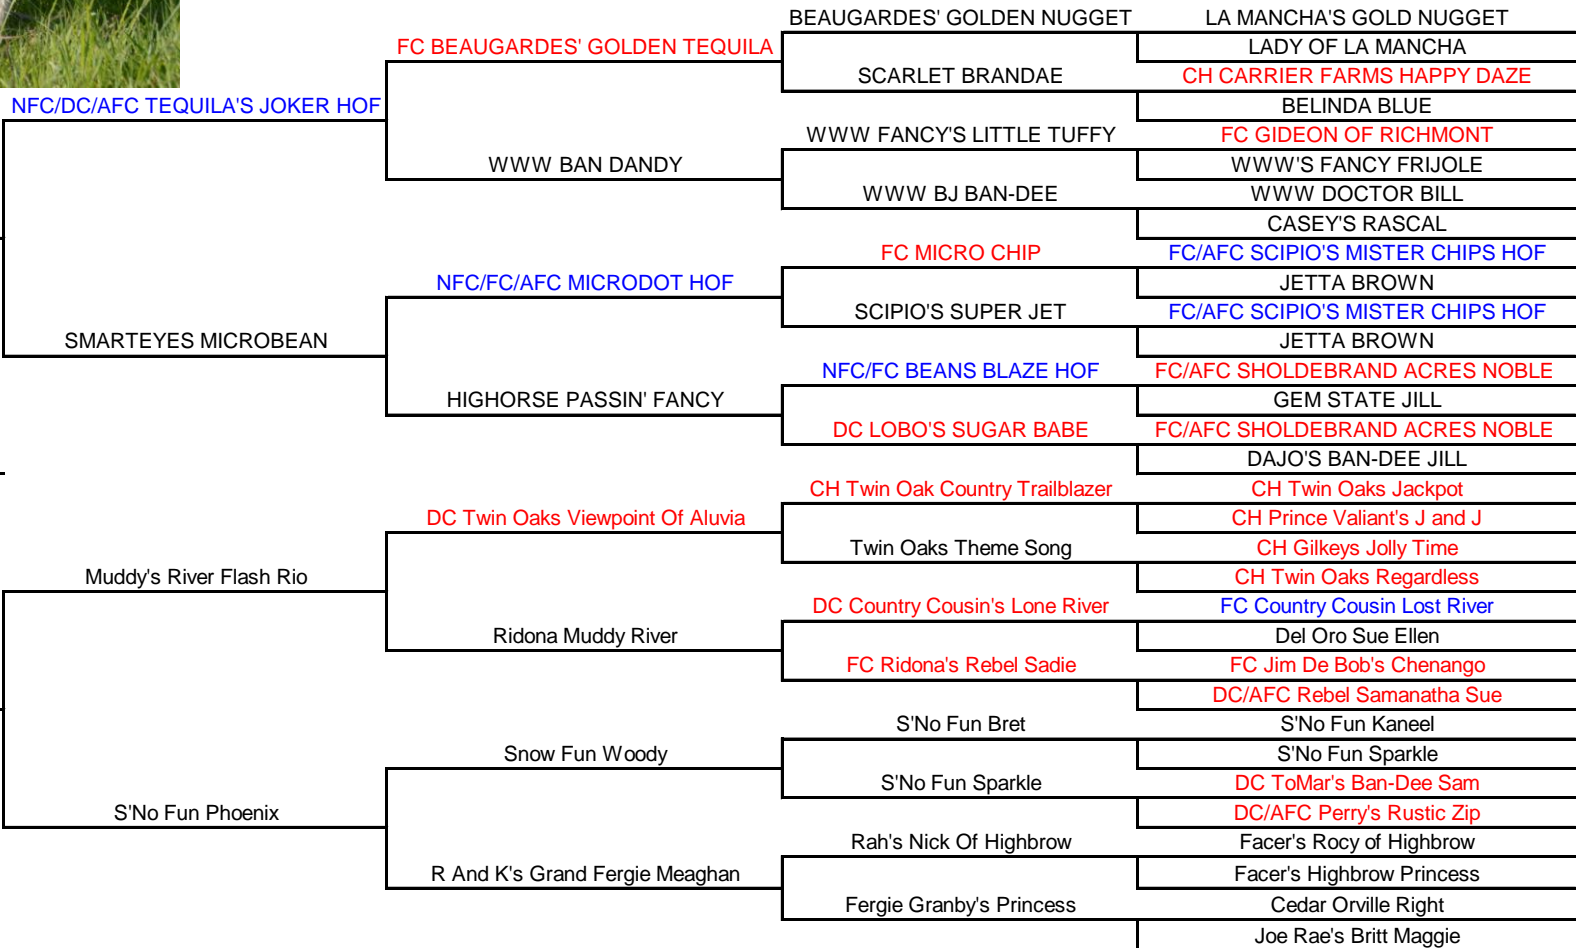 BEAUGARDES' GOLDEN NUGGET LA MANCHA'S GOLD NUGGET
FC BEAUGARDES' GOLDEN TEQUILA LADY OF LA MANCHA
SCARLET BRANDAE CH CARRIER FARMS HAPPY DAZE
NFC/DC/AFC TEQUILA'S JOKER HOF BELINDA BLUE
WWW FANCY'S LITTLE TUFFY FC GIDEON OF RICHMONT
WWW BAN DANDY WWW'S FANCY FRIJOLE
WWW BJ BAN-DEE WWW DOCTOR BILL
CASEY'S RASCAL
FC MICRO CHIP FC/AFC SCIPIO'S MISTER CHIPS HOF
NFC/FC/AFC MICRODOT HOF JETTA BROWN
SCIPIO'S SUPER JET FC/AFC SCIPIO'S MISTER CHIPS HOF
SMARTEYES MICROBEAN JETTA BROWN
NFC/FC BEANS BLAZE HOF FC/AFC SHOLDEBRAND ACRES NOBLE
HIGHORSE PASSIN' FANCY GEM STATE JILL
DC LOBO'S SUGAR BABE FC/AFC SHOLDEBRAND ACRES NOBLE
DAJO'S BAN-DEE JILL
CH Twin Oak Country Trailblazer CH Twin Oaks Jackpot
DC Twin Oaks Viewpoint Of Aluvia CH Prince Valiant's J and J
Twin Oaks Theme Song CH Gilkeys Jolly Time
Muddy's River Flash Rio CH Twin Oaks Regardless
DC Country Cousin's Lone River FC Country Cousin Lost River
Ridona Muddy River Del Oro Sue Ellen
FC Ridona's Rebel Sadie FC Jim De Bob's Chenango
DC/AFC Rebel Samanatha Sue
S'No Fun Bret S'No Fun Kaneel
Snow Fun Woody S'No Fun Sparkle
S'No Fun Sparkle DC ToMar's Ban-Dee Sam
S'No Fun Phoenix DC/AFC Perry's Rustic Zip
Rah's Nick Of Highbrow Facer's Rocy of Highbrow
R And K's Grand Fergie Meaghan Facer's Highbrow Princess
Fergie Granby's Princess Cedar Orville Right
Joe Rae's Britt Maggie